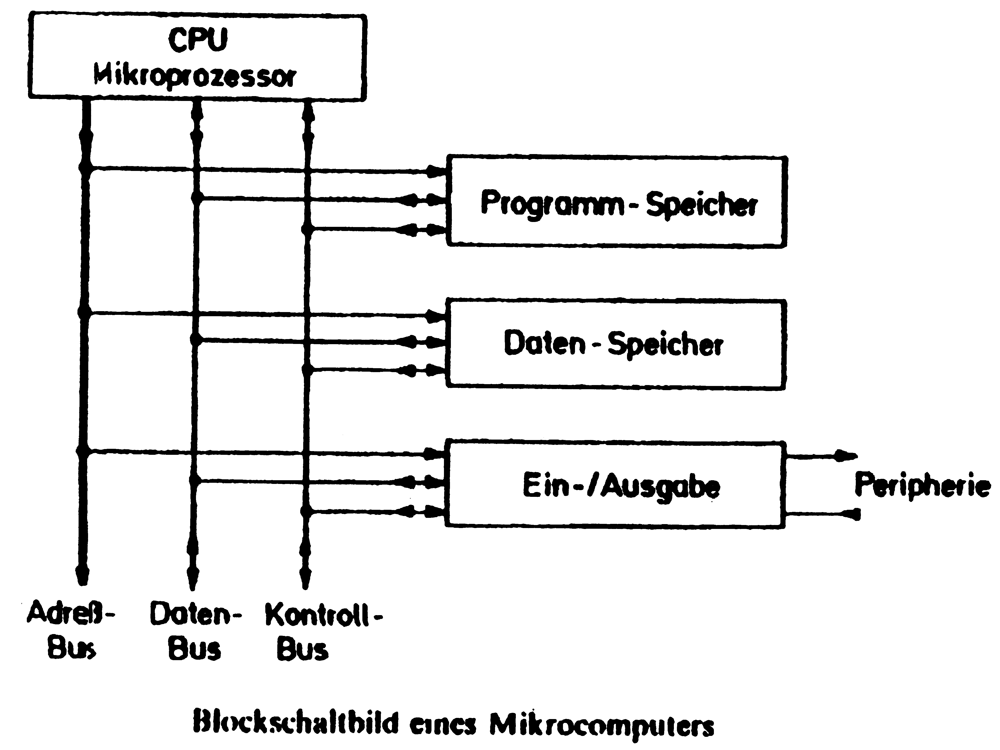 CPU
Mikroprozessor
Programm-Speicher
Daten-Speicher
Ein-/Ausgabe
Peripherie
Adreß-
Bus
Daten-
Bus
Kontroll-
Bus
Blockschaltbild eines Mikrocomputers